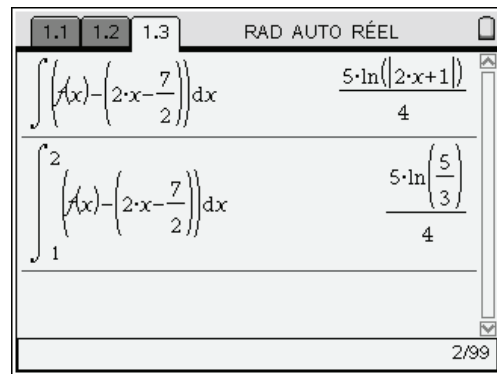 1.1 1.2 1.3 RAD AUTO RÉEL
∫(f(x)-(2·x-7/2))dx 5·ln(|2·x+1|)/4
∫₁²(f(x)-(2·x-7/2))dx 5·ln(5/3)/4
2/99